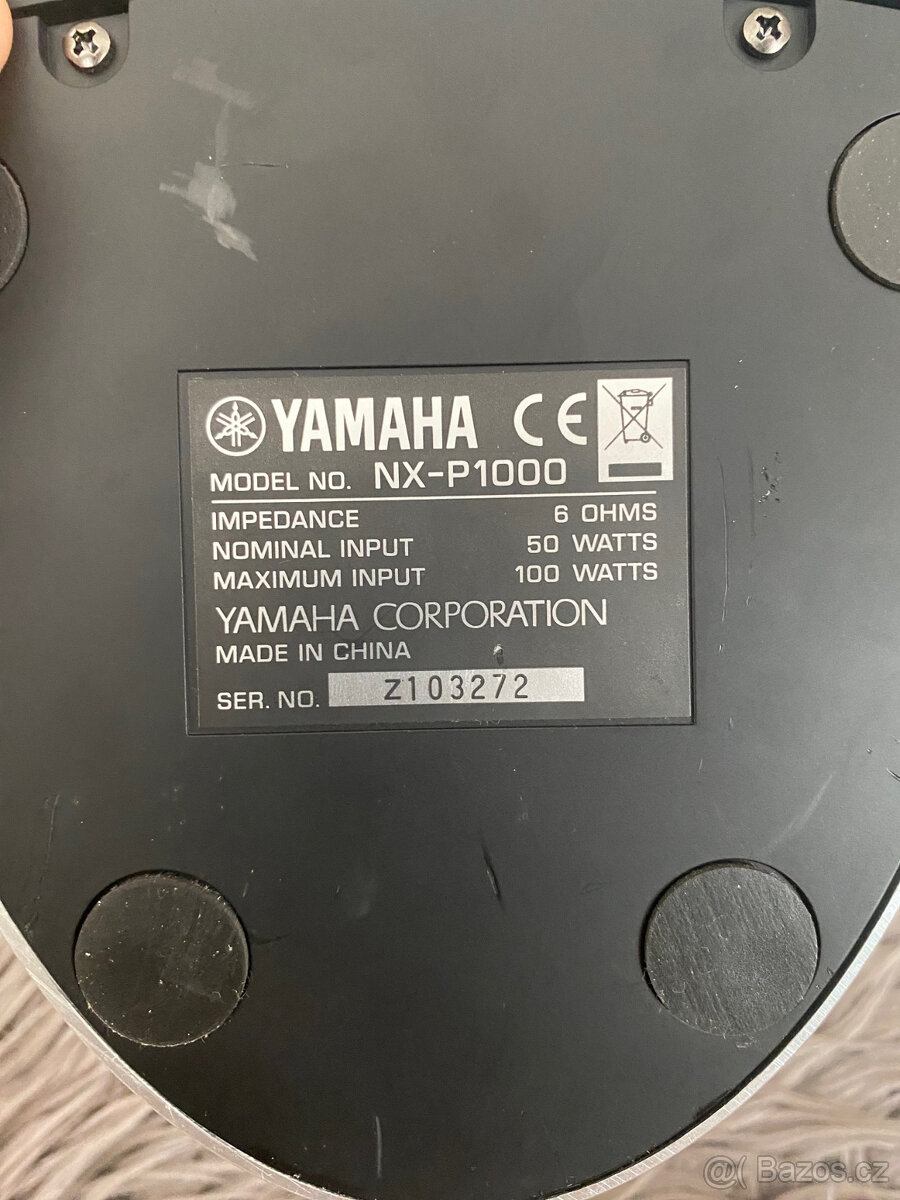 YAMAHA CE
MODEL NO. NX-P1000
IMPEDANCE 6 OHMS
NOMINAL INPUT 50 WATTS
MAXIMUM INPUT 100 WATTS
YAMAHA CORPORATION
MADE IN CHINA
SER. NO. Z103272
@( Bazos.cz